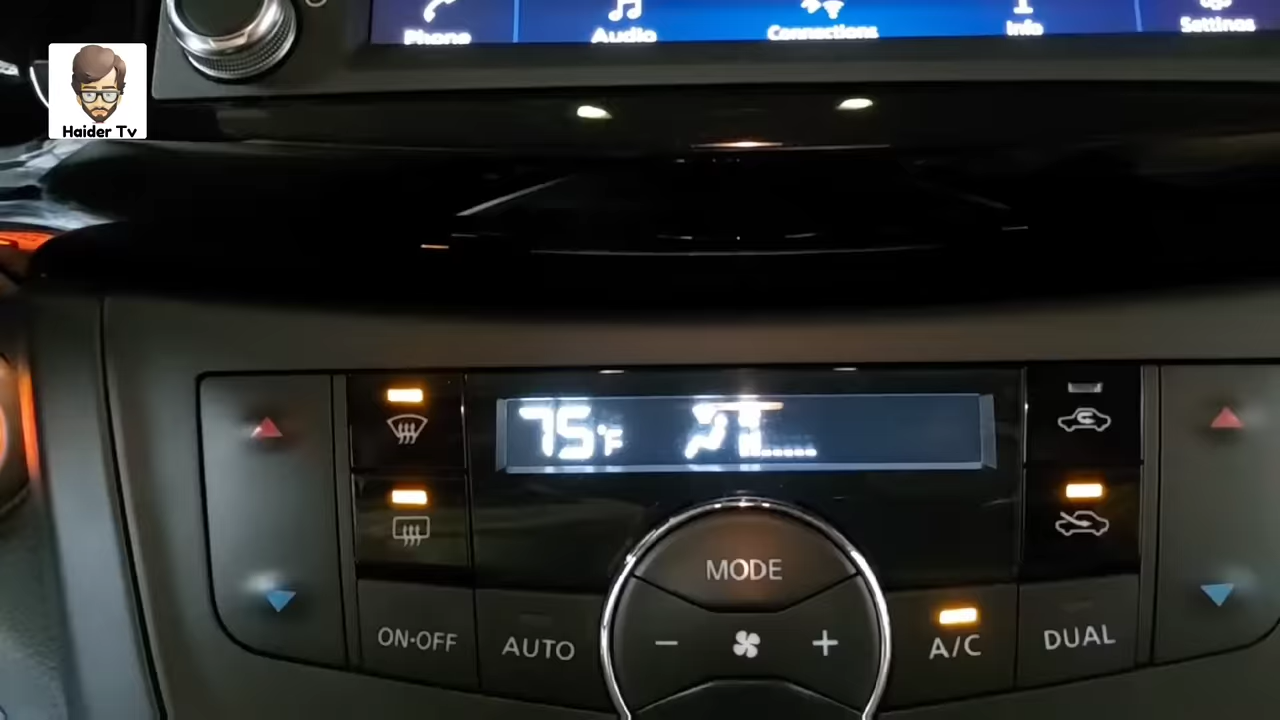 Phone Audio Connections Info Settings
Haider Tv
75°F
MODE
ON·OFF AUTO A/C DUAL